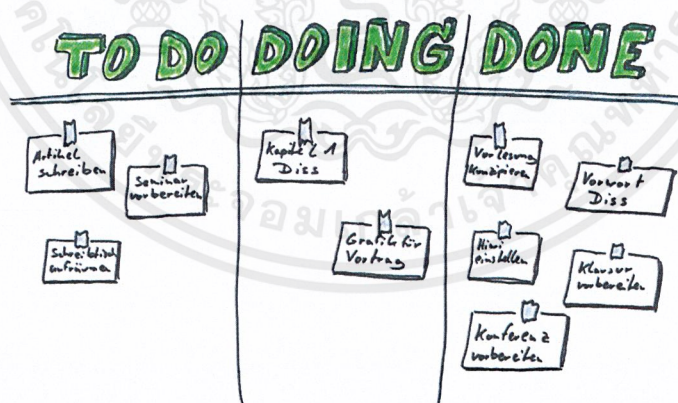 TO DO DOING DONE
Artikel
schreiben
Seminar
vorbereiten
Schreibtisch
aufräumen
Kapitel 1
Diss
Grafik für
Vortrag
Vorlesung
konzipieren
Vorwort
Diss
Hiwi
einstellen
Klausur
vorbereiten
Konferenz
vorbereiten